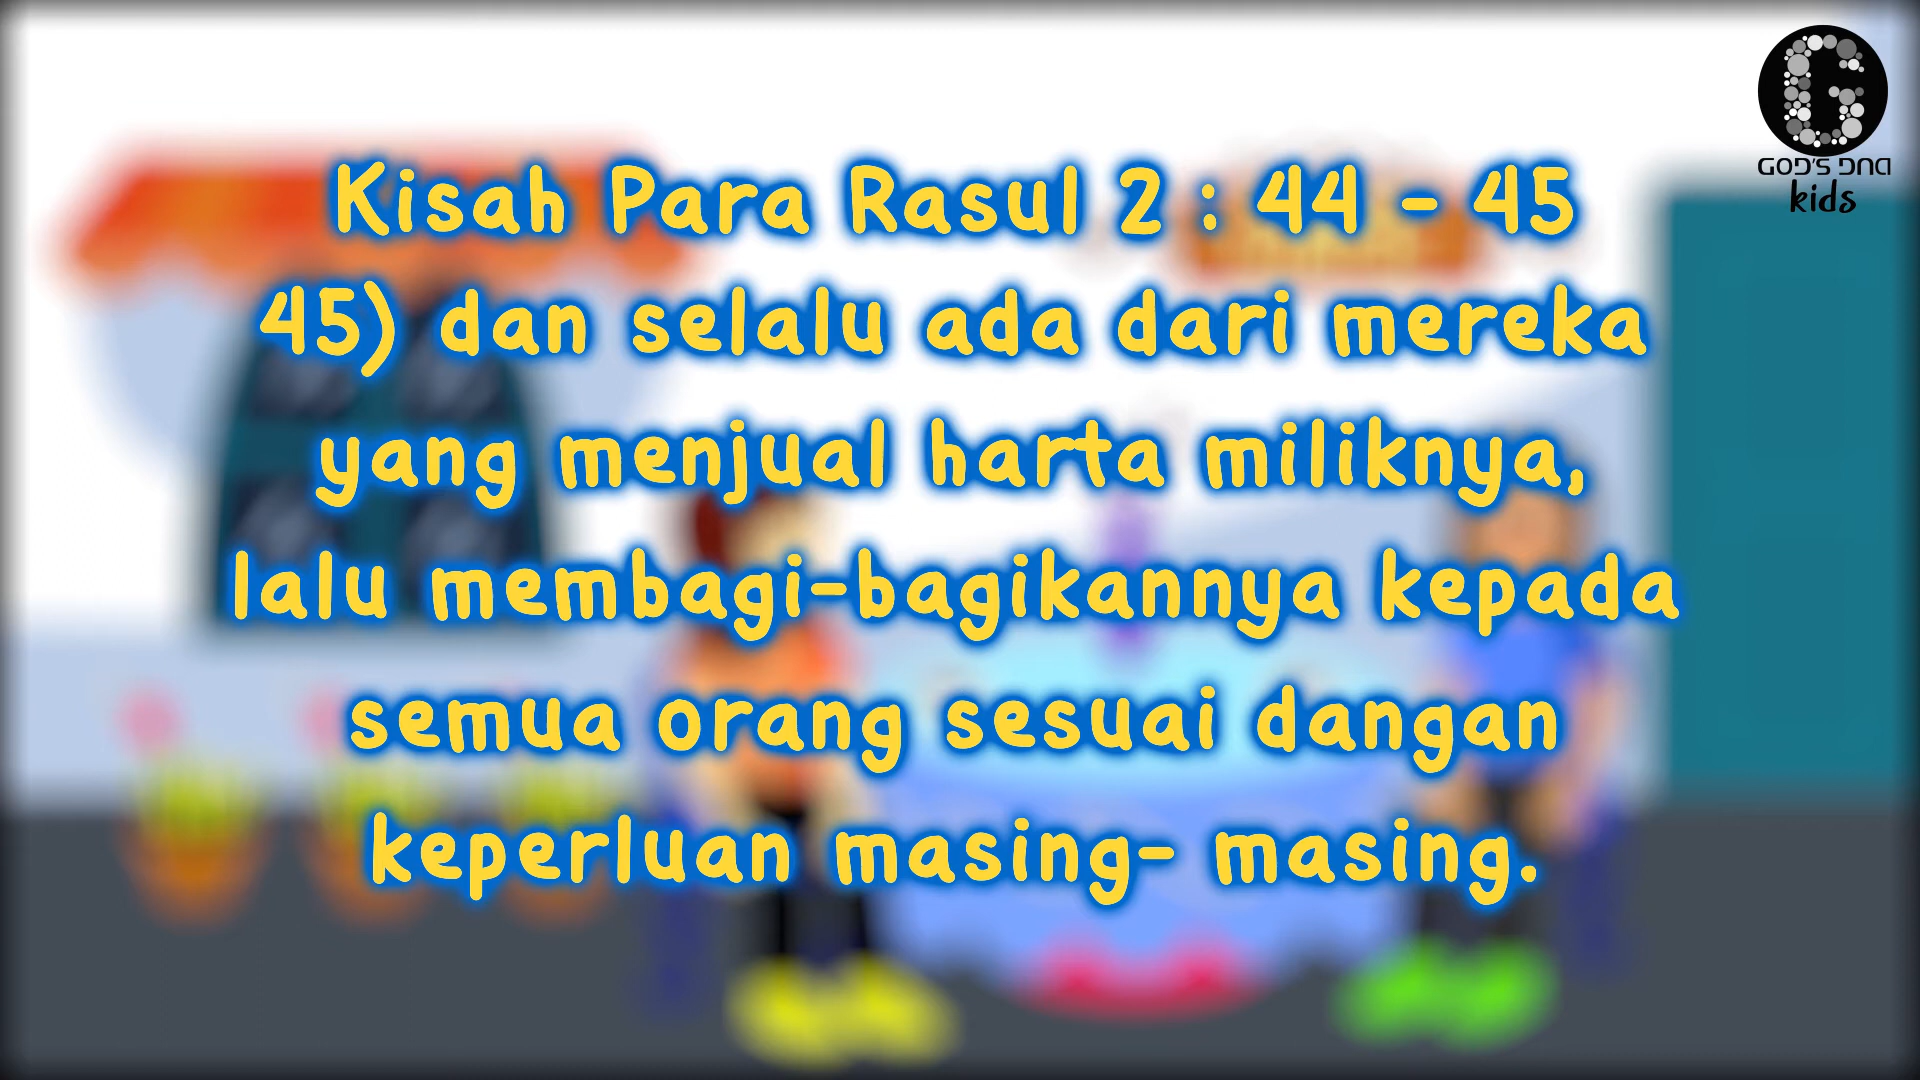 GOD'S DNA
kids
Kisah Para Rasul 2 : 44 - 45
45) dan selalu ada dari mereka
yang menjual harta miliknya,
lalu membagi-bagikannya kepada
semua orang sesuai dangan
keperluan masing- masing.